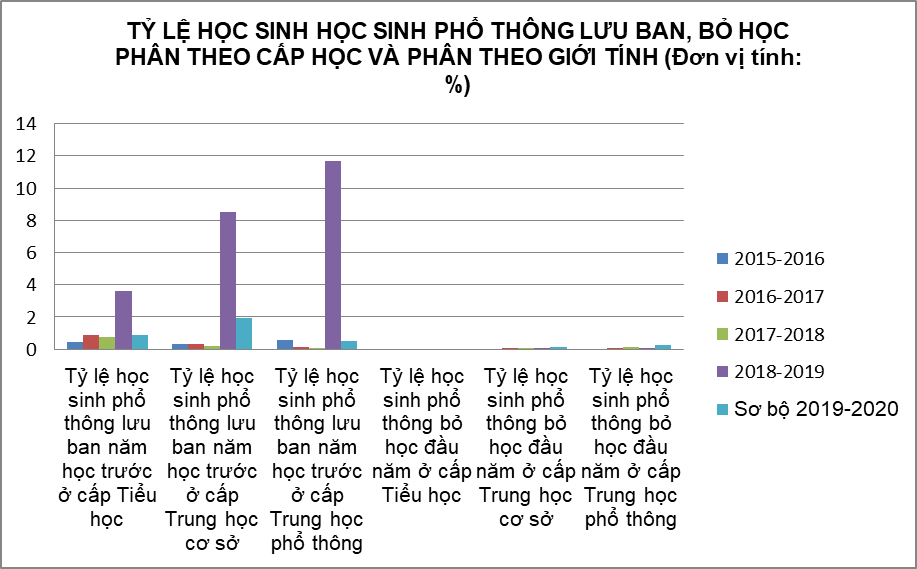 TỶ LỆ HỌC SINH HỌC SINH PHỔ THÔNG LƯU BAN, BỎ HỌC
PHÂN THEO CẤP HỌC VÀ PHÂN THEO GIỚI TÍNH (Đơn vị tính:
%)
14
12
10
8
6
4
2
0
Tỷ lệ học
sinh phổ
thông lưu
ban năm
học trước
ở cấp Tiểu
học
Tỷ lệ học
sinh phổ
thông lưu
ban năm
học trước
ở cấp
Trung học
cơ sở
Tỷ lệ học
sinh phổ
thông lưu
ban năm
học trước
ở cấp
Trung học
phổ thông
Tỷ lệ học
sinh phổ
thông bỏ
học đầu
năm ở cấp
Tiểu học
Tỷ lệ học
sinh phổ
thông bỏ
học đầu
năm ở cấp
Trung học
cơ sở
Tỷ lệ học
sinh phổ
thông bỏ
học đầu
năm ở cấp
Trung học
phổ thông
2015-2016
2016-2017
2017-2018
2018-2019
Sơ bộ 2019-2020